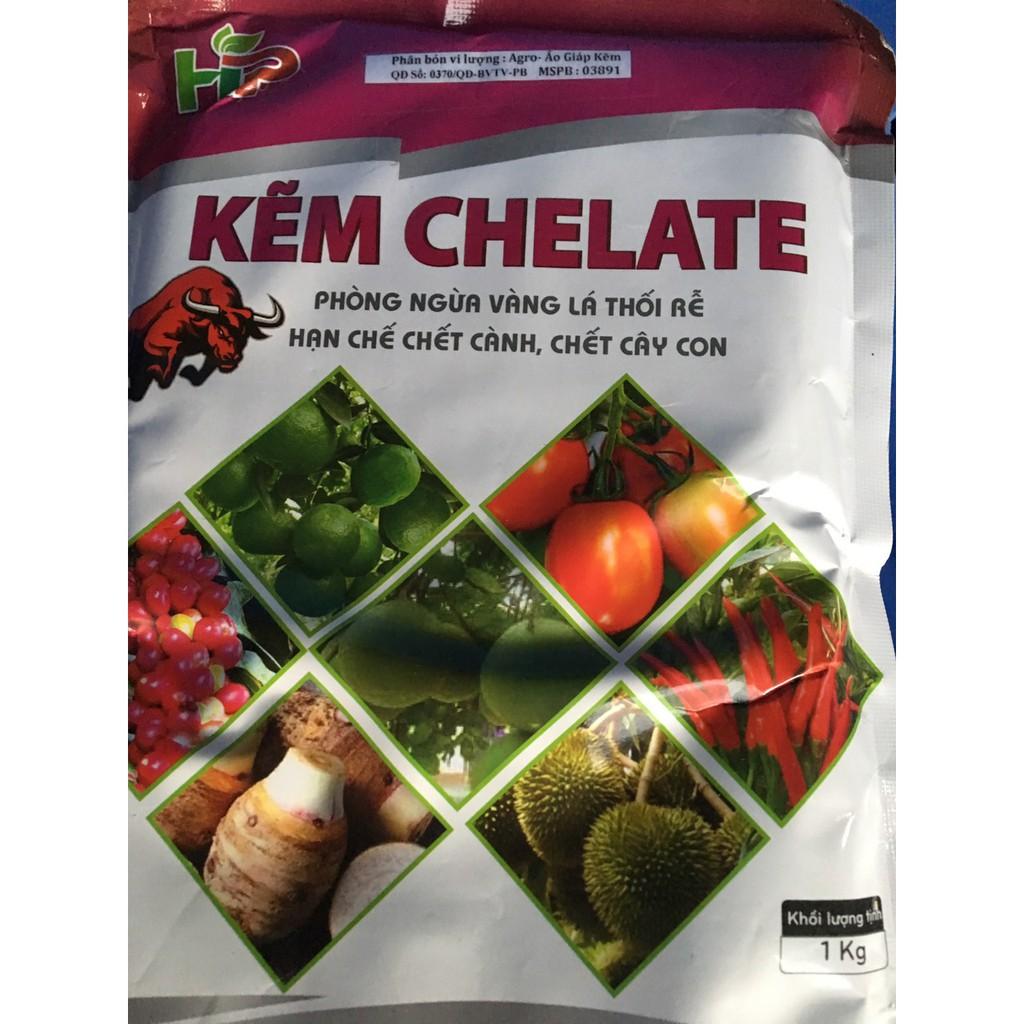 HP
Phân bón vi lượng : Agro- Áo Giáp Kẽm
QĐ Số: 0370/QĐ-BVTV-PB MSPB : 03891
KẼM CHELATE
PHÒNG NGỪA VÀNG LÁ THỐI RỄ
HẠN CHẾ CHẾT CÀNH, CHẾT CÂY CON
Khối lượng tịnh
1 Kg